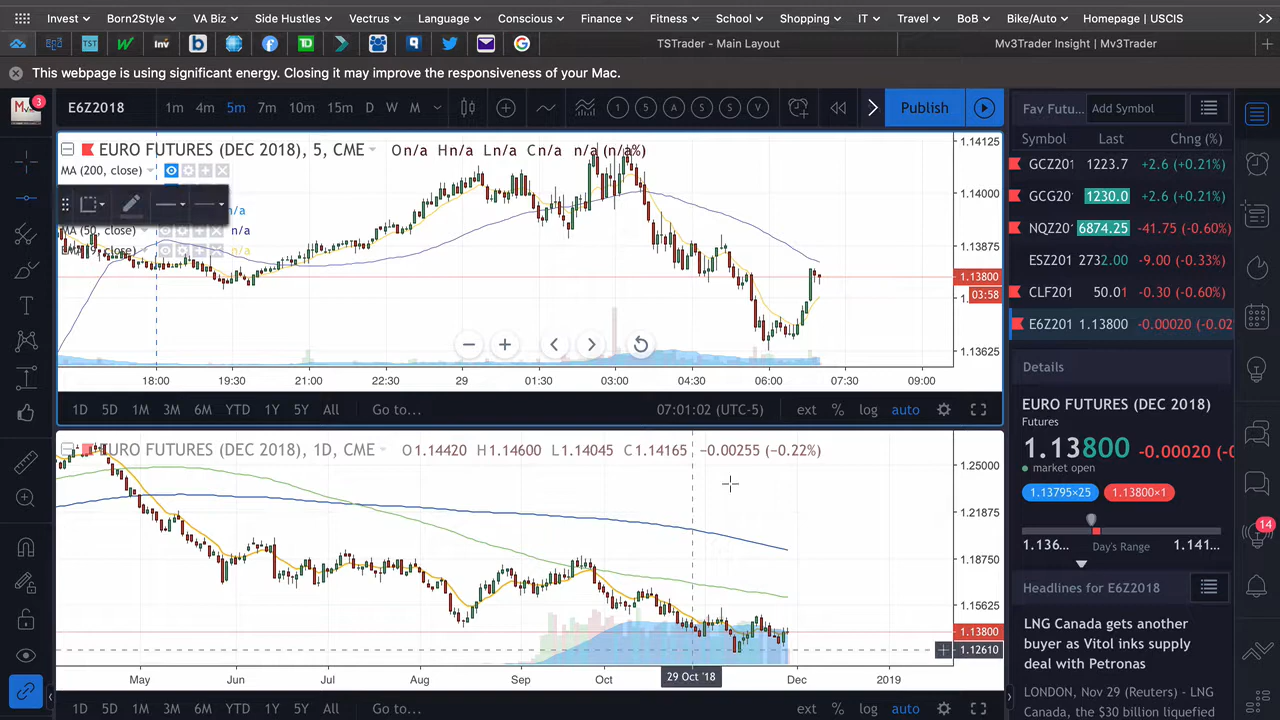 Invest Born2Style VA Biz Side Hustles Vectrus Language Conscious Finance Fitness School Shopping IT Travel BoB Bike/Auto Homepage | USCIS
TST inv TD TSTrader - Main Layout Mv3Trader Insight | Mv3Trader
This webpage is using significant energy. Closing it may improve the responsiveness of your Mac.
3 E6Z2018 1m 4m 5m 7m 10m 15m D W M 1 5 A S S V Publish
Fav Futu... Add Symbol
Symbol Last Chng (%)
GCZ201 1223.7 +2.6 (+0.21%)
GCG20 1230.0 +2.6 (+0.21%)
NQZ20 6874.25 -41.75 (-0.60%)
ESZ201 2732.00 -9.00 (-0.33%)
CLF201 50.01 -0.30 (-0.60%)
E6Z201 1.13800 -0.00020 (-0.02
EURO FUTURES (DEC 2018), 5, CME On/a Hn/a Ln/a Cn/a n/a (n/a%)
MA (200, close)
n/a
MA (50, close) n/a
n/a
1.14125
1.14000
1.13875
1.13800
03:58
1.13625
18:00 19:30 21:00 22:30 29 01:30 03:00 04:30 06:00 07:30 09:00
1D 5D 1M 3M 6M YTD 1Y 5Y All Go to... 07:01:02 (UTC-5) ext % log auto
EURO FUTURES (DEC 2018), 1D, CME O1.14420 H1.14600 L1.14045 C1.14165 −0.00255 (−0.22%)
1.25000
1.21875
1.18750
1.15625
1.13800
1.12610
May Jun Jul Aug Sep Oct 29 Oct '18 Dec 2019
1D 5D 1M 3M 6M YTD 1Y 5Y All Go to... ext % log auto
Details
EURO FUTURES (DEC 2018)
Futures
1.13800 -0.00020 (-0
market open
1.13795×25 1.13800×1
1.136... Day's Range 1.141...
Headlines for E6Z2018
LNG Canada gets another
buyer as Vitol inks supply
deal with Petronas
LONDON, Nov 29 (Reuters) - LNG
Canada, the $30 billion liquefied
14